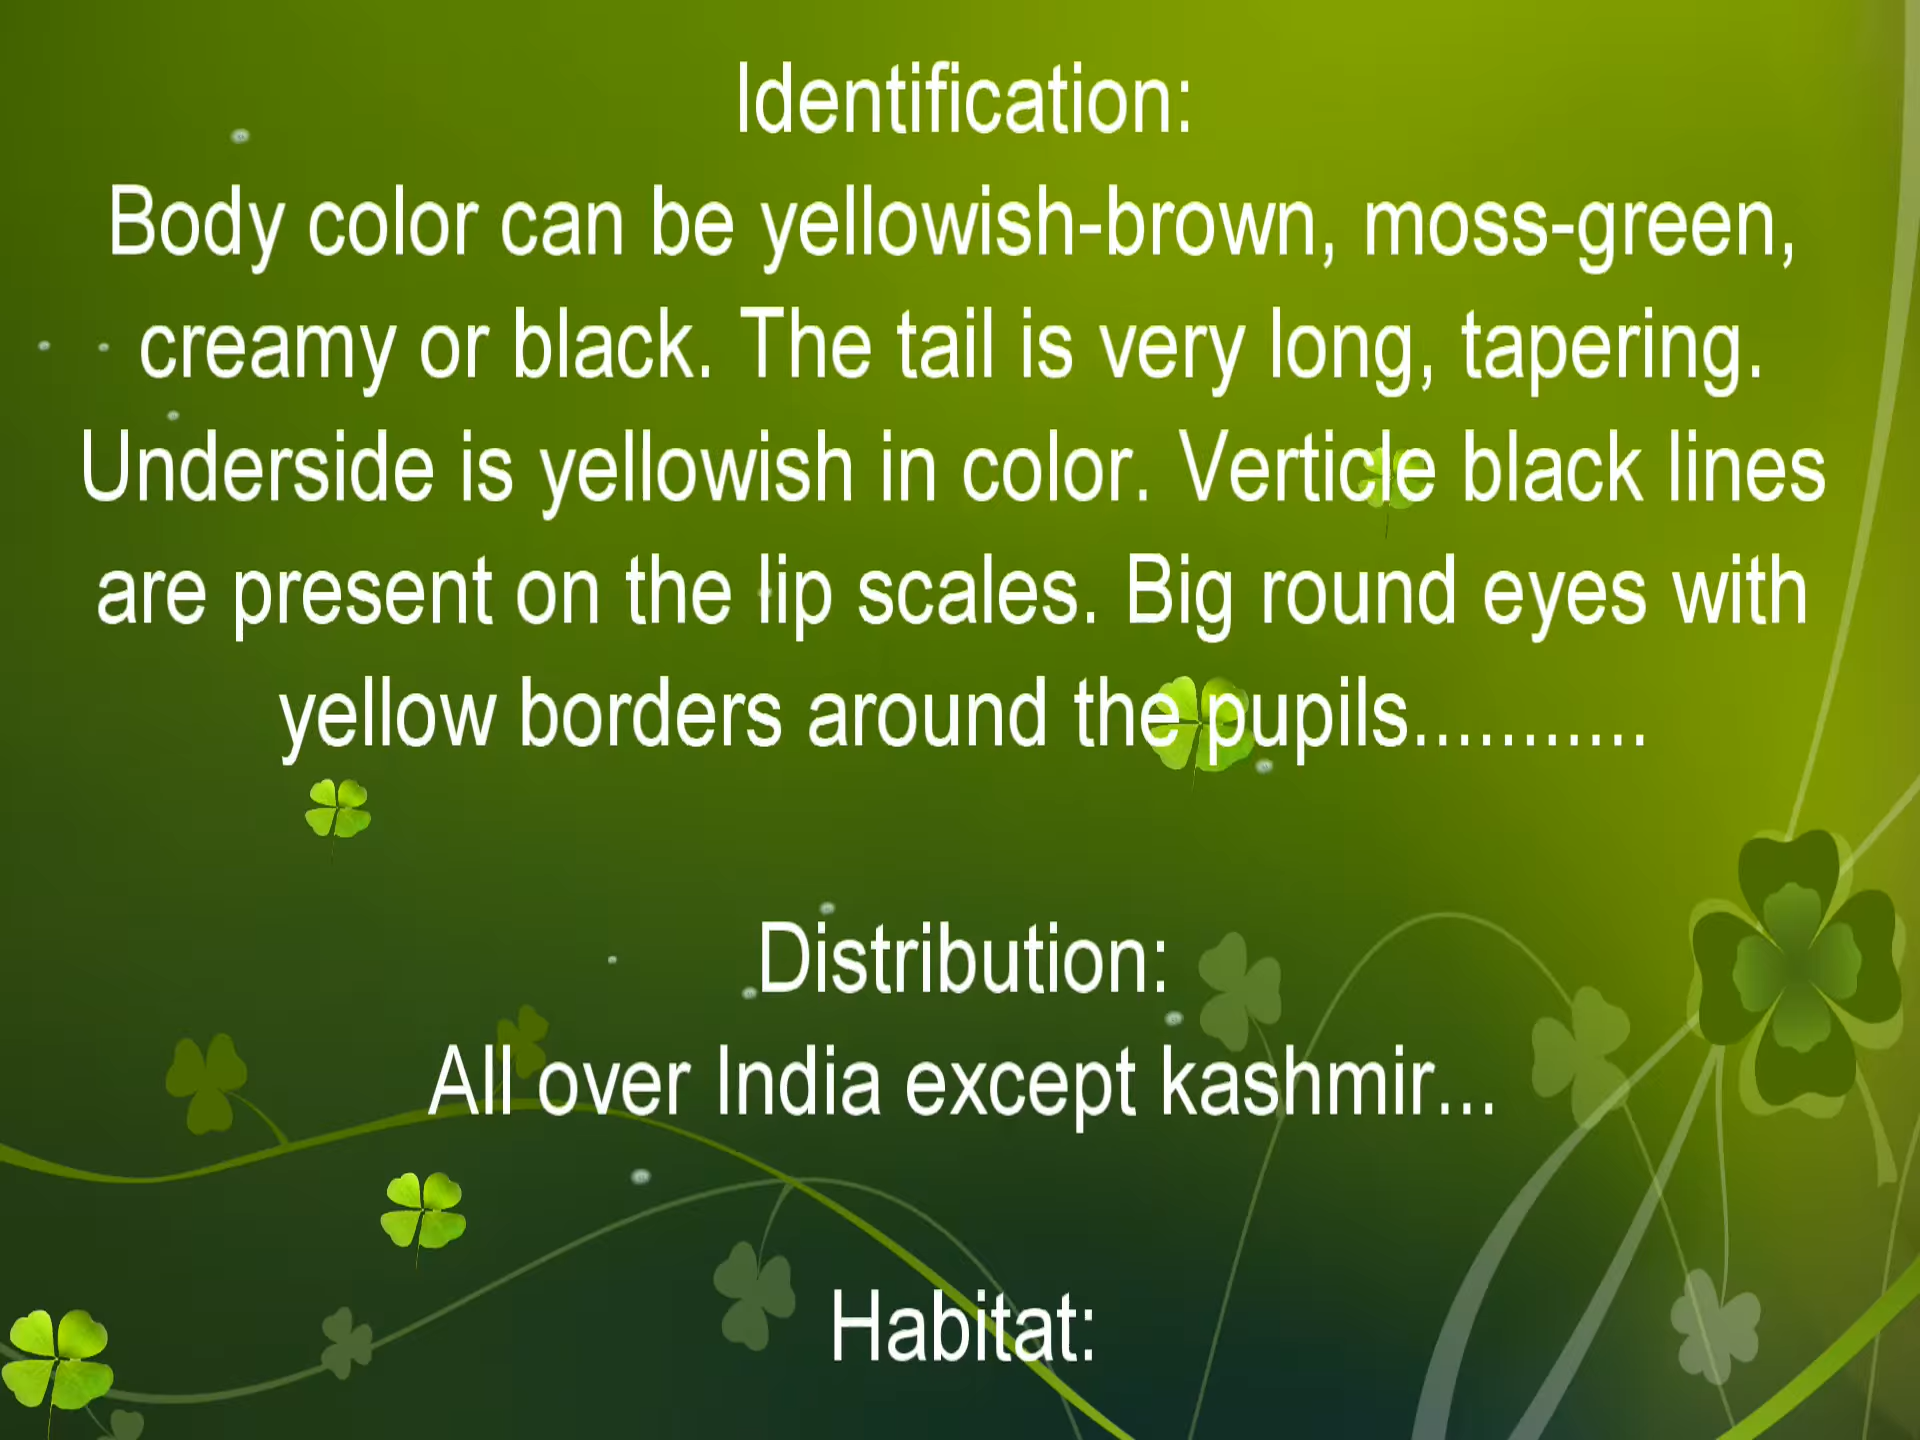 Identification:
Body color can be yellowish-brown, moss-green,
creamy or black. The tail is very long, tapering.
Underside is yellowish in color. Verticle black lines
are present on the lip scales. Big round eyes with
yellow borders around the pupils...........
Distribution:
All over India except kashmir...
Habitat: